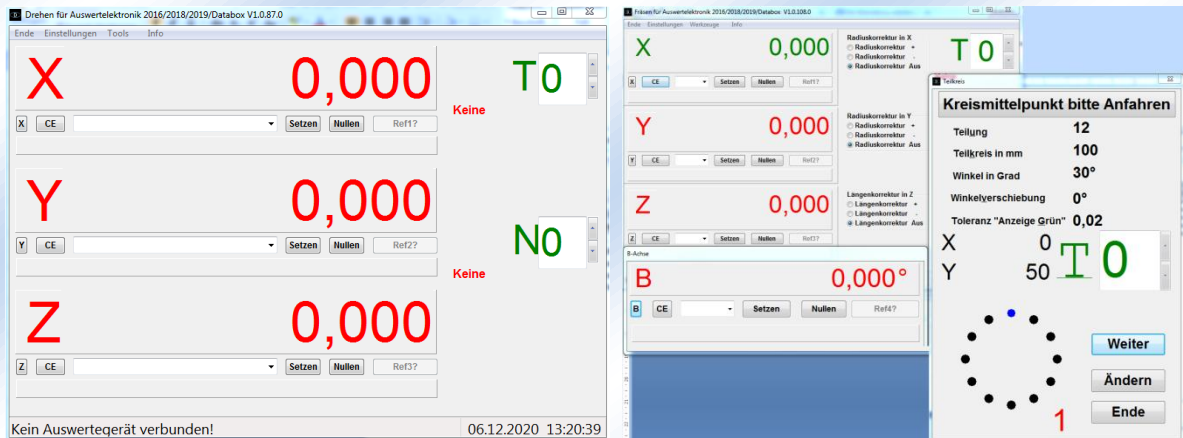 Drehen für Auswertelektronik 2016/2018/2019/Databox V1.0.87.0
Ende Einstellungen Tools Info
X 0,000
T0
Keine
X CE Setzen Nullen Ref1?
Y 0,000
N0
Y CE Setzen Nullen Ref2?
Keine
Z 0,000
Z CE Setzen Nullen Ref3?
Kein Auswertegerät verbunden! 06.12.2020 13:20:39
Fräsen für Auswertelektronik 2016/2018/2019/Databox V1.0.108.0
Ende Einstellungen Werkzeuge Info
X 0,000
Radiuskorrektur in X
Radiuskorrektur +
Radiuskorrektur -
Radiuskorrektur Aus
T 0
X CE Setzen Nullen Ref1?
Y 0,000
Radiuskorrektur in Y
Radiuskorrektur +
Radiuskorrektur -
Radiuskorrektur Aus
Y CE Setzen Nullen Ref2?
Z 0,000
Längenkorrektur in Z
Längenkorrektur +
Längenkorrektur -
Längenkorrektur Aus
Z CE Setzen Nullen Ref3?
B-Achse
B 0,000°
B CE Setzen Nullen Ref4?
Teilkreis
Kreismittelpunkt bitte Anfahren
Teilung 12
Teilkreis in mm 100
Winkel in Grad 30°
Winkelverschiebung 0°
Toleranz "Anzeige Grün" 0,02
X 0
Y 50
T 0
Weiter
Ändern
1
Ende